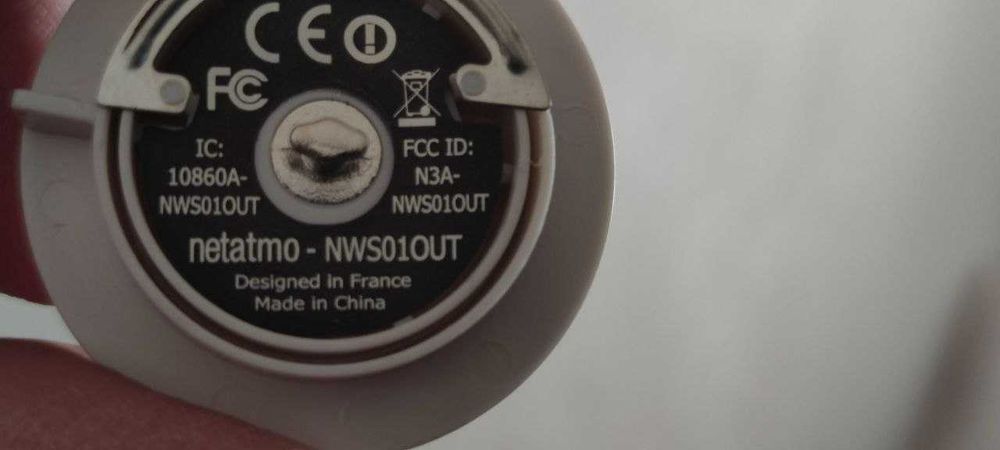 CE
FC
IC:
10860A-
NWS01OUT
FCC ID:
N3A-
NWS01OUT
netatmo - NWS01OUT
Designed in France
Made in China